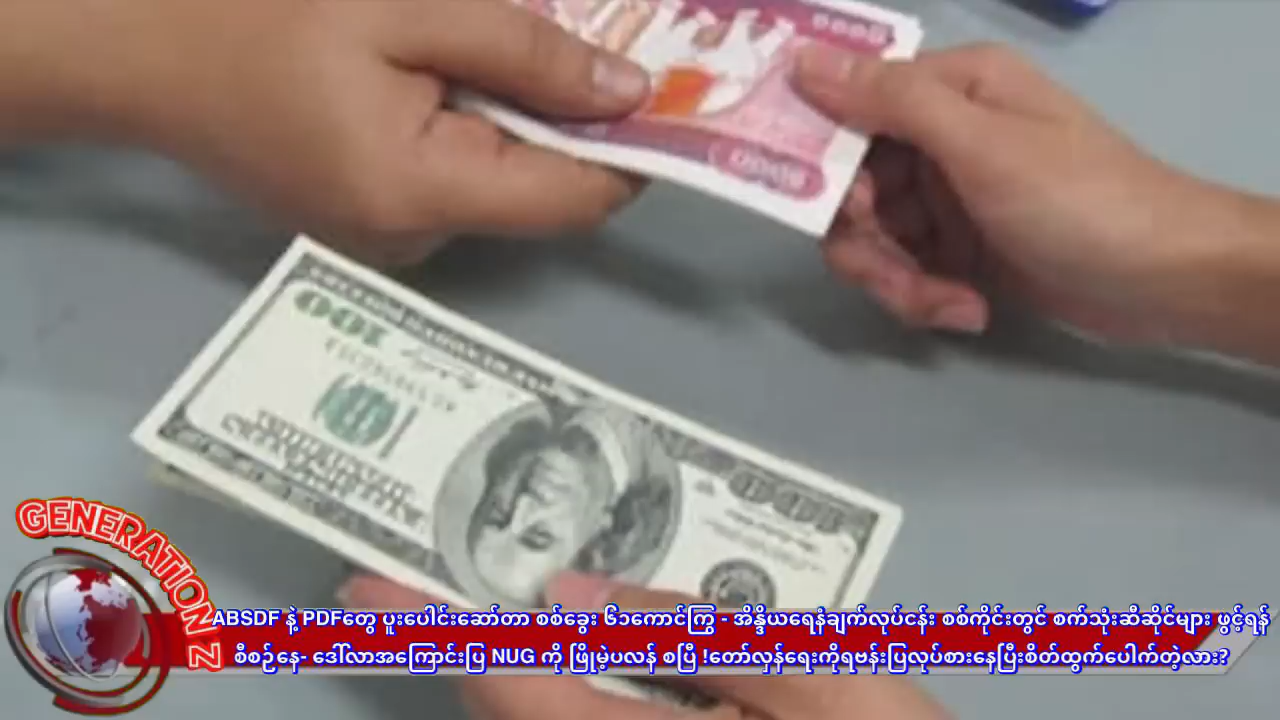 100
GENERATION Z
ABSDF နဲ့ PDFတွေ ပူးပေါင်းဆော်တာ စစ်ခွေး ၆၁ကောင်ကြွ - အိန္ဒိယရေနံချက်လုပ်ငန်း စစ်ကိုင်းတွင် စက်သုံးဆီဆိုင်များ ဖွင့်ရန်
စီစဉ်နေ- ဒေါ်လာအကြောင်းပြ NUG ကို ဖြိုမဲ့ပလန် စပြီ !တော်လှန်ရေးကိုရဗန်းပြလုပ်စားနေပြီးစိတ်ထွက်ပေါက်တဲ့လား?